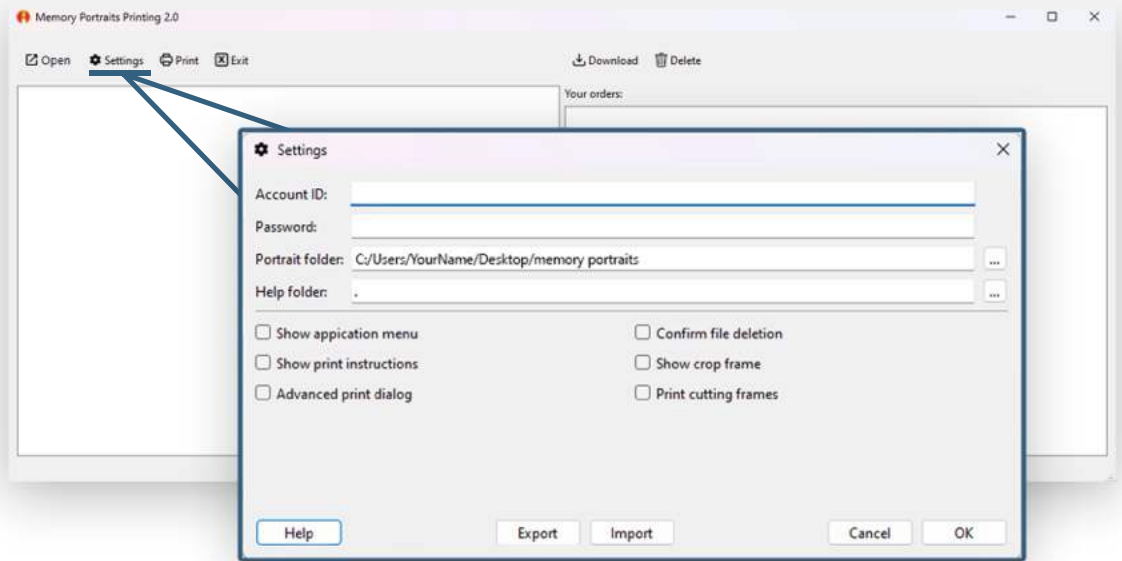 Memory Portraits Printing 2.0
Open Settings Print Exit Download Delete
Your orders:
Settings
Account ID:
Password:
Portrait folder: C:/Users/YourName/Desktop/memory portraits ...
Help folder: . ...
Show appication menu Confirm file deletion
Show print instructions Show crop frame
Advanced print dialog Print cutting frames
Help Export Import Cancel OK